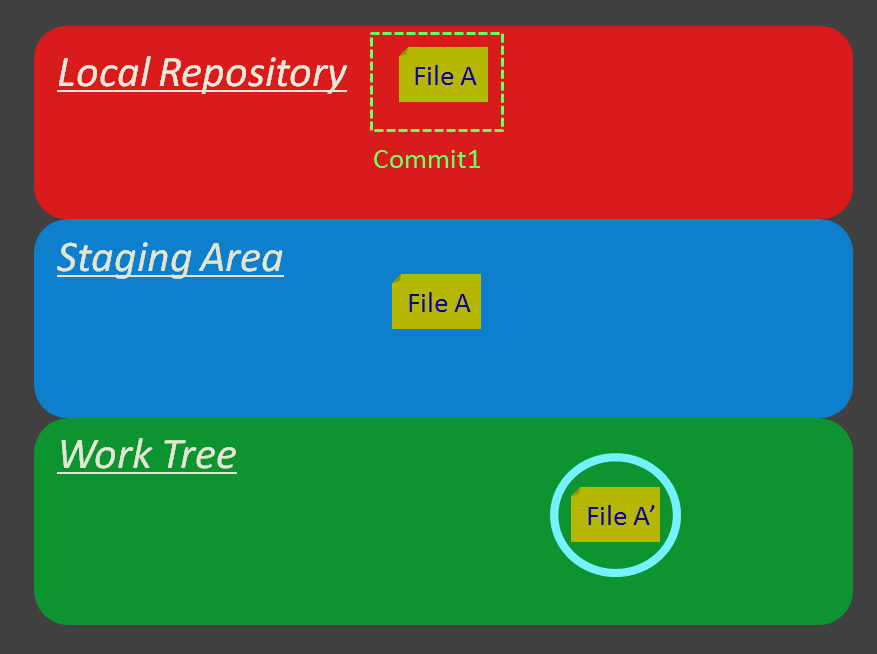 Local Repository
File A
Commit1
Staging Area
File A
Work Tree
File A’